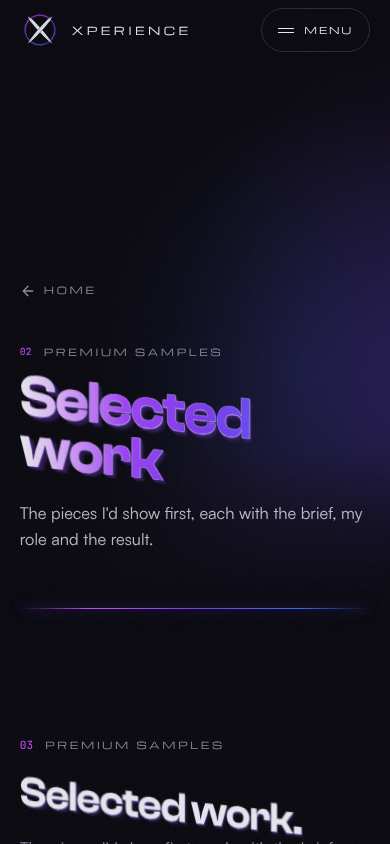 XPERIENCE
MENU
HOME
02 PREMIUM SAMPLES
Selected
work
The pieces I'd show first, each with the brief, my
role and the result.
03 PREMIUM SAMPLES
Selected work.